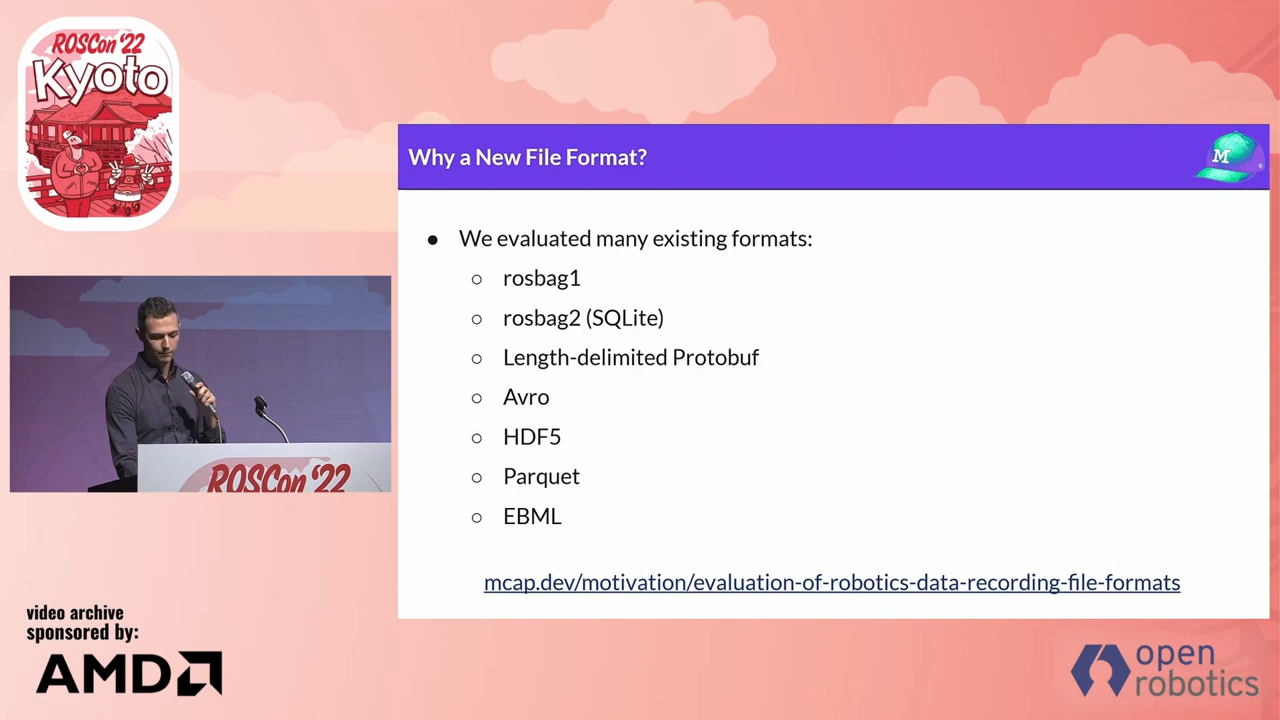 ROSCon '22
Kyoto
Why a New File Format?
M
● We evaluated many existing formats:
○ rosbag1
○ rosbag2 (SQLite)
○ Length-delimited Protobuf
○ Avro
○ HDF5
○ Parquet
○ EBML
mcap.dev/motivation/evaluation-of-robotics-data-recording-file-formats
ROSCon '22
video archive
sponsored by:
AMD
open
robotics